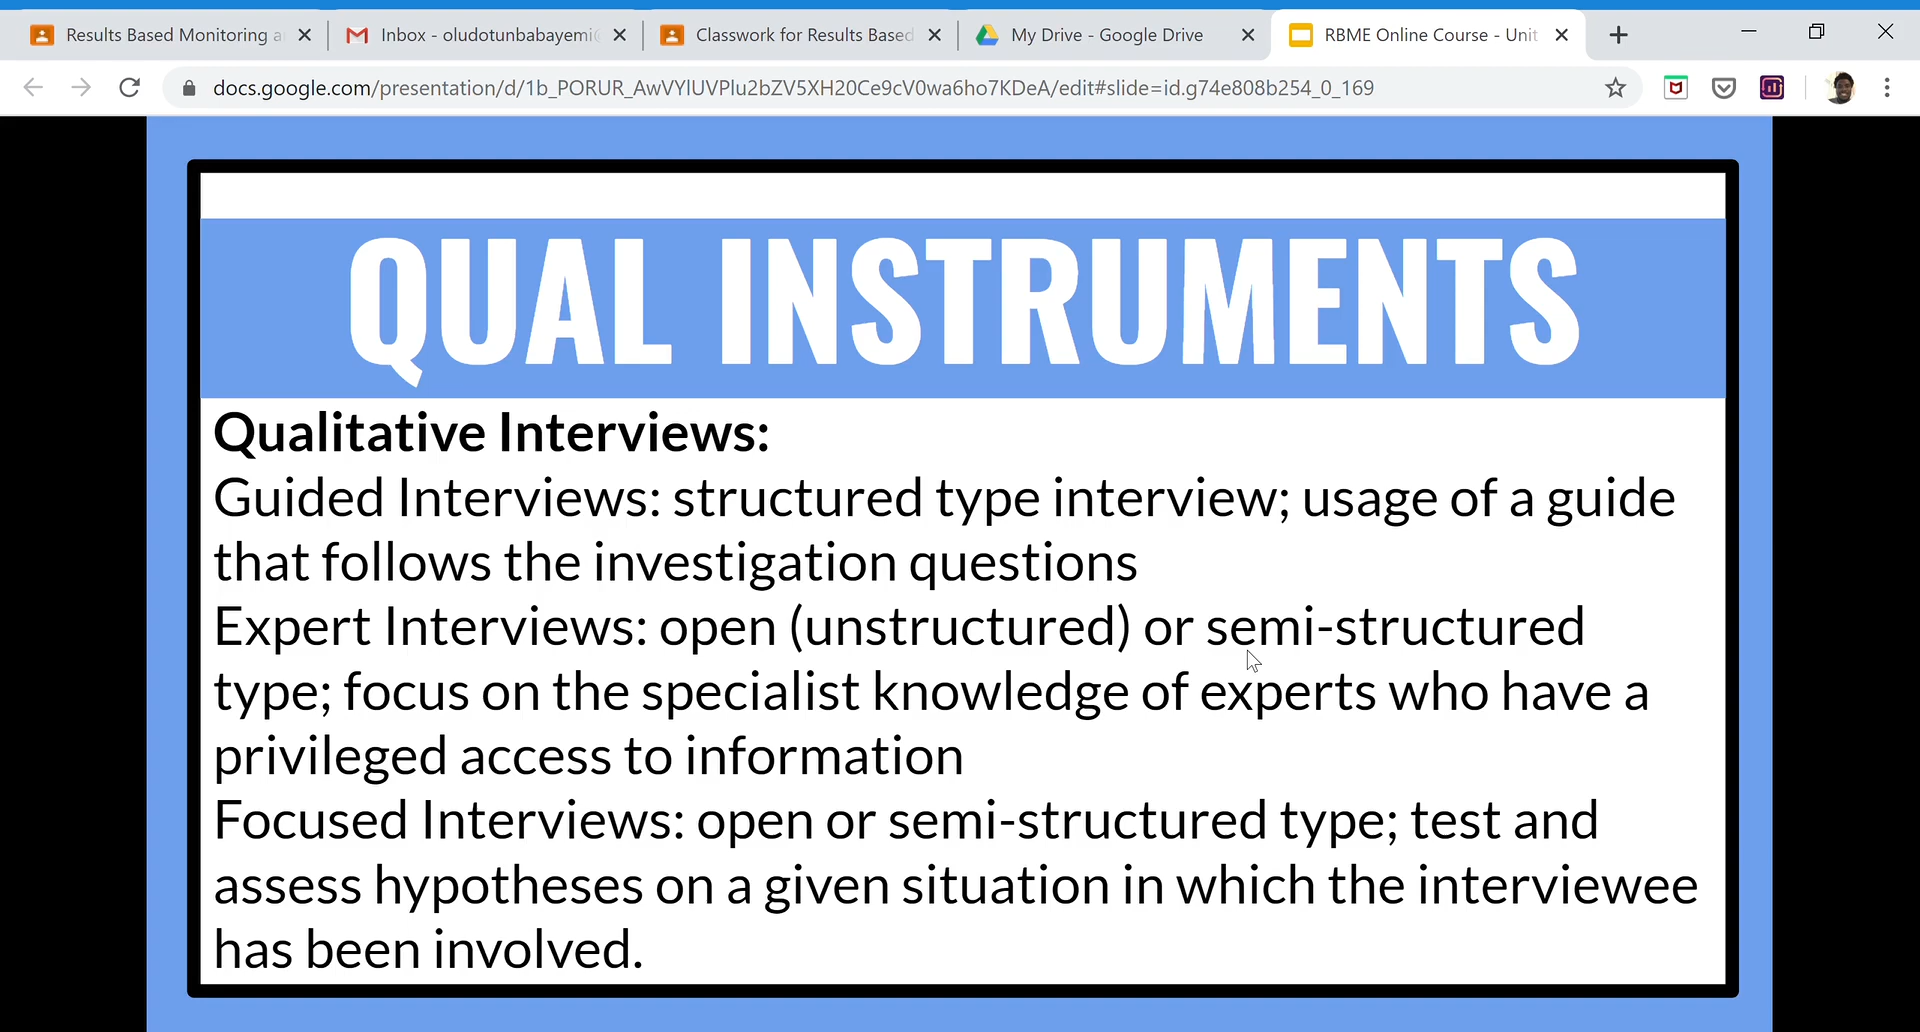 Results Based Monitoring a
Inbox - oludotunbabayemi@
Classwork for Results Based
My Drive - Google Drive
RBME Online Course - Unit
docs.google.com/presentation/d/1b_PORUR_AwVYlUVPlu2bZV5XH20Ce9cV0wa6ho7KDeA/edit#slide=id.g74e808b254_0_169
QUAL INSTRUMENTS
Qualitative Interviews:
Guided Interviews: structured type interview; usage of a guide
that follows the investigation questions
Expert Interviews: open (unstructured) or semi-structured
type; focus on the specialist knowledge of experts who have a
privileged access to information
Focused Interviews: open or semi-structured type; test and
assess hypotheses on a given situation in which the interviewee
has been involved.